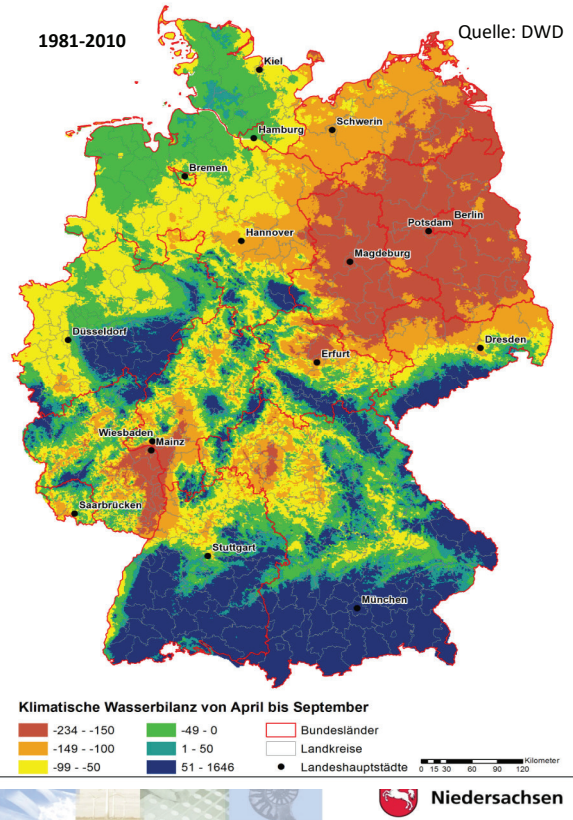 1981-2010
Quelle: DWD
Kiel
Schwerin
Hamburg
Bremen
Berlin
Potsdam
Hannover
Magdeburg
Düsseldorf
Dresden
Erfurt
Wiesbaden
Mainz
Saarbrücken
Stuttgart
München
Klimatische Wasserbilanz von April bis September
-234 - -150
-49 - 0
Bundesländer
-149 - -100
1 - 50
Landkreise
-99 - -50
51 - 1646
Landeshauptstädte
Kilometer
0 15 30 60 90 120
Niedersachsen